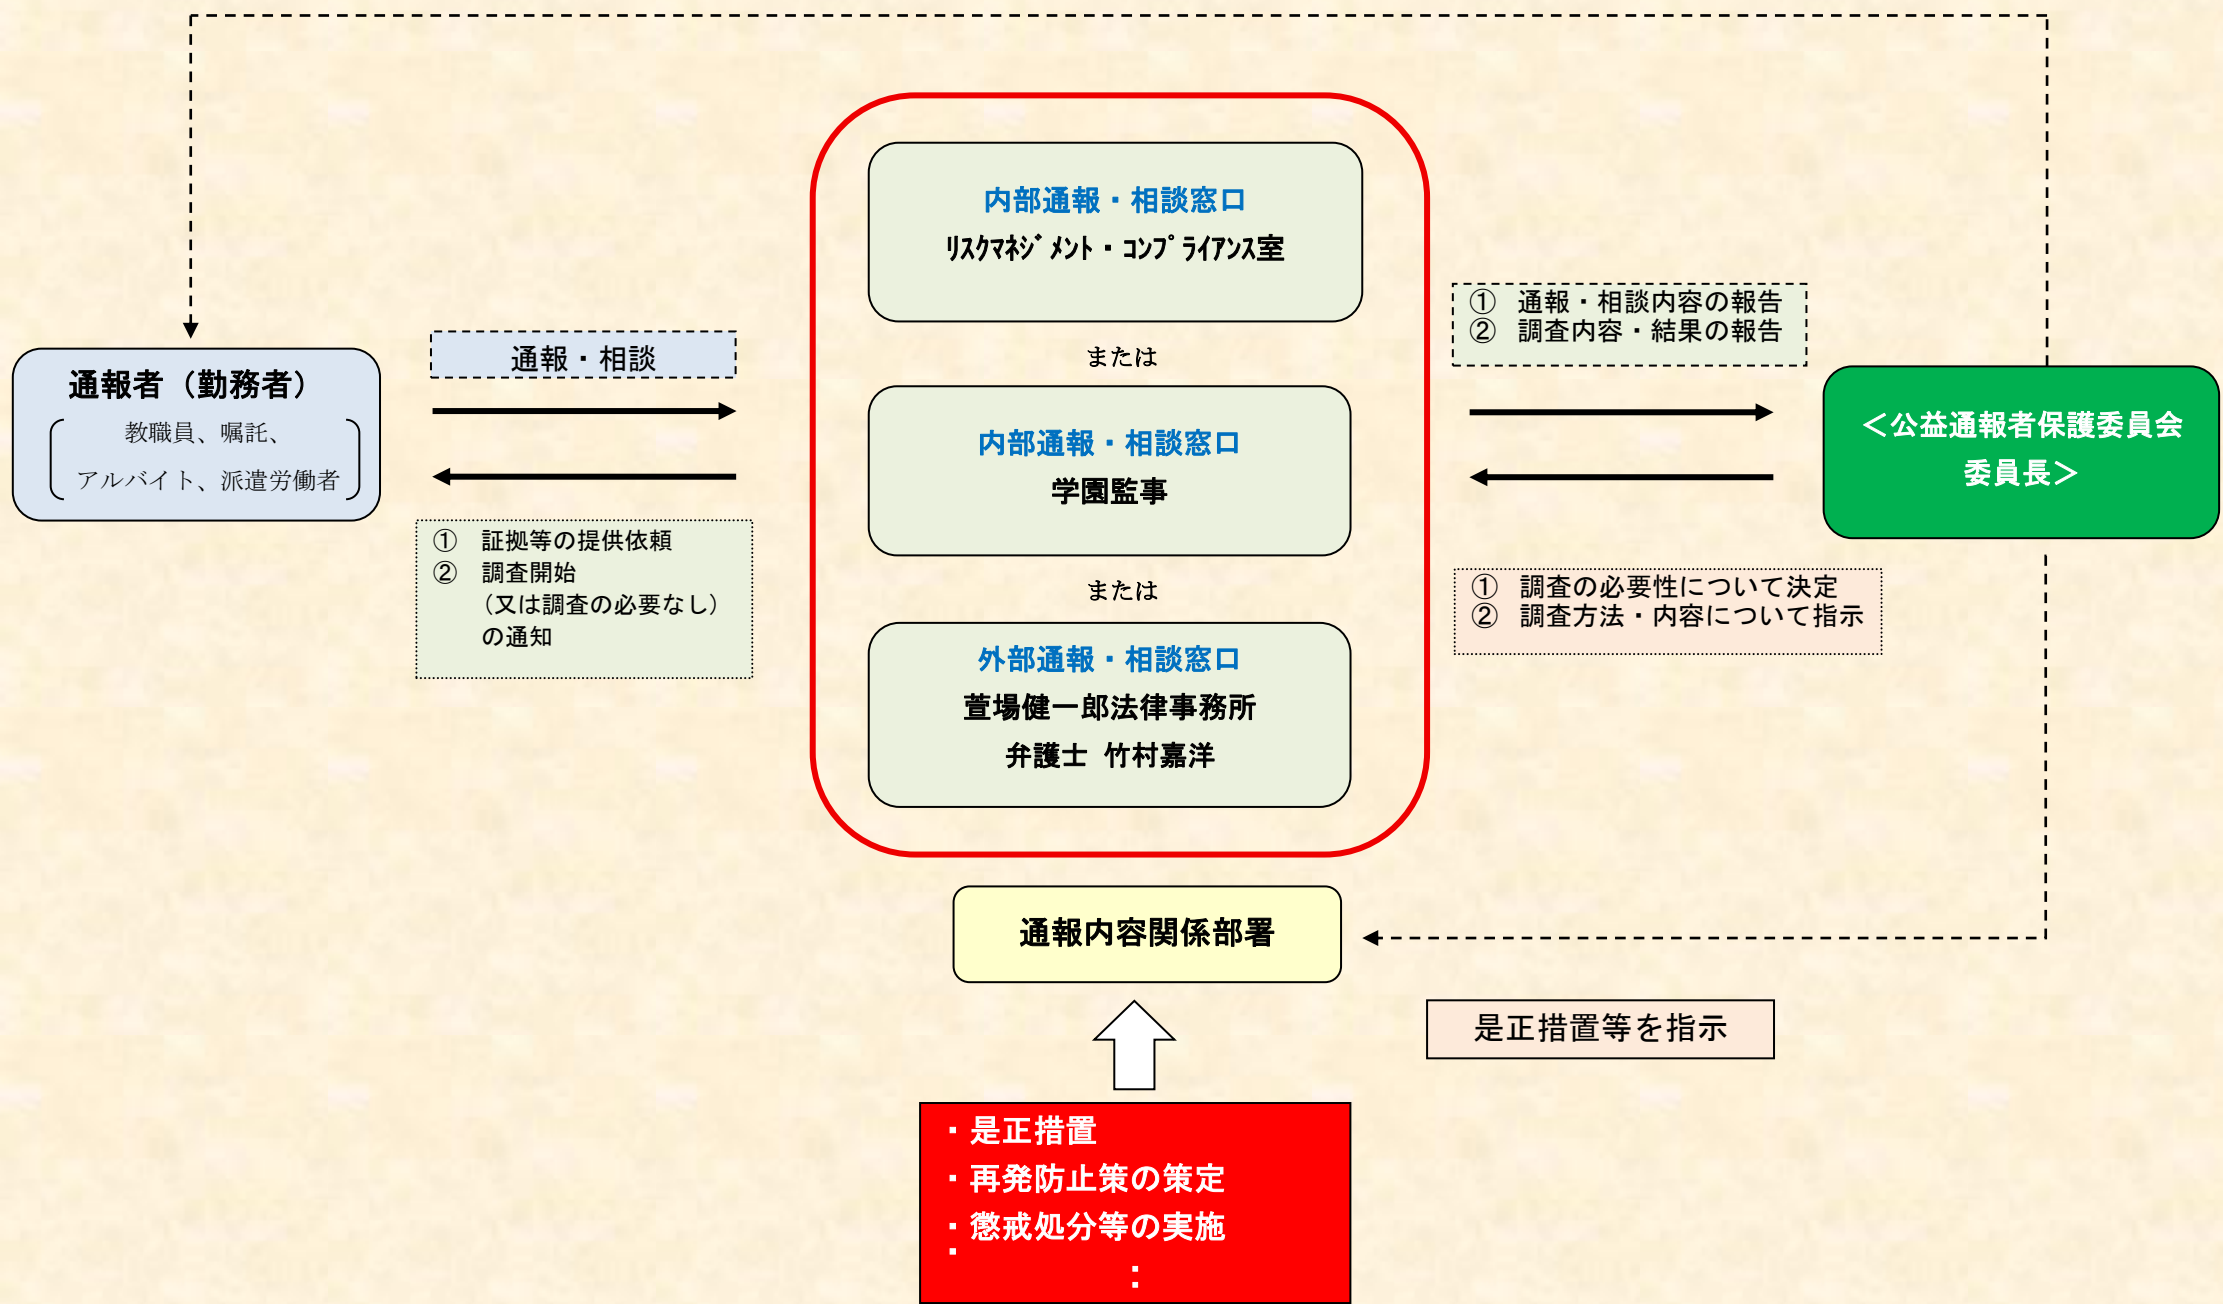 内部通報・相談窓口
ﾘｽｸﾏﾈｼﾞﾒﾝﾄ・ｺﾝﾌﾟﾗｲｱﾝｽ室
または
内部通報・相談窓口
学園監事
または
外部通報・相談窓口
萱場健一郎法律事務所
弁護士 竹村嘉洋
通報者（勤務者）
教職員、嘱託、
アルバイト、派遣労働者
通報・相談
① 証拠等の提供依頼
② 調査開始
（又は調査の必要なし）
の通知
① 通報・相談内容の報告
② 調査内容・結果の報告
＜公益通報者保護委員会
委員長＞
① 調査の必要性について決定
② 調査方法・内容について指示
通報内容関係部署
是正措置等を指示
・是正措置
・再発防止策の策定
・懲戒処分等の実施
・
：